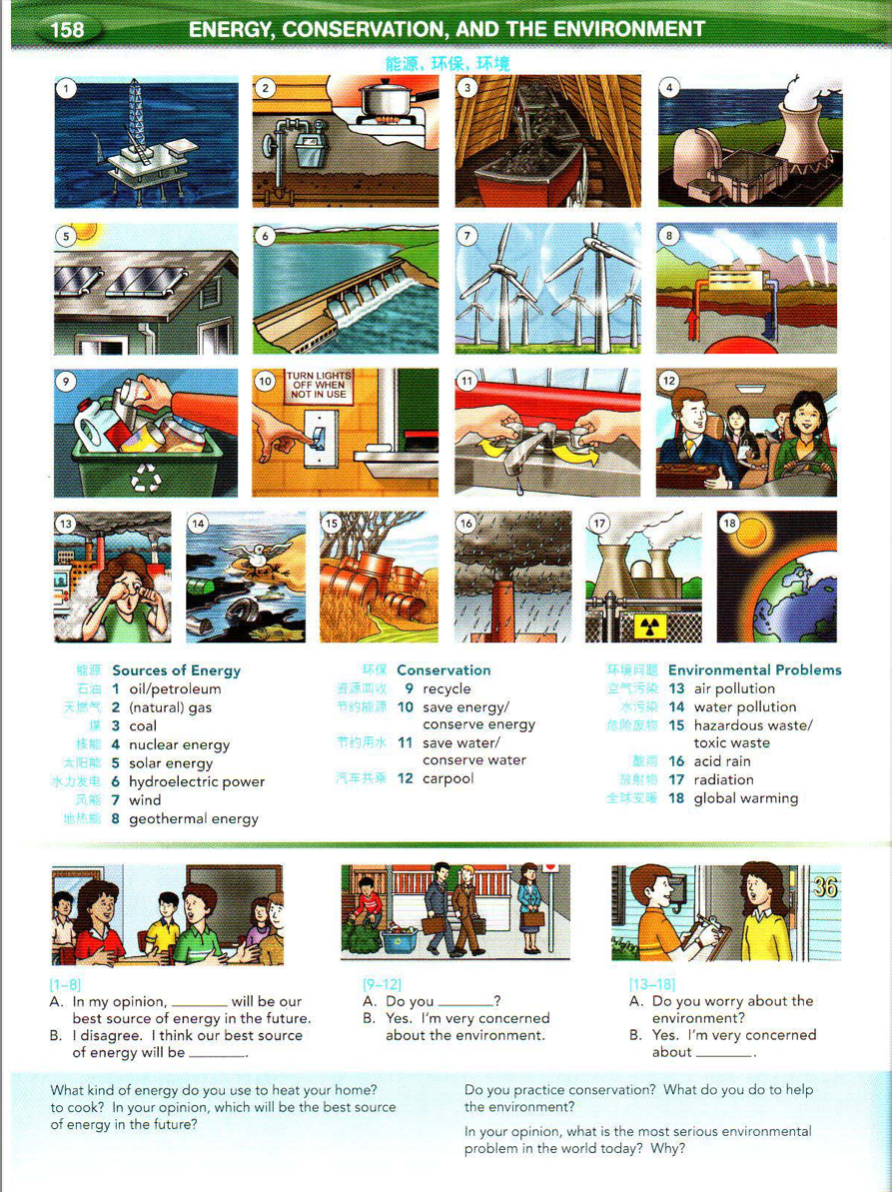 158
ENERGY, CONSERVATION, AND THE ENVIRONMENT
能源, 环保, 环境
1
2
3
4
5
6
7
8
9
10
TURN LIGHTS
OFF WHEN
NOT IN USE
11
12
13
14
15
16
17
18
能源 Sources of Energy
石油 1 oil/petroleum
天燃气 2 (natural) gas
煤 3 coal
核能 4 nuclear energy
太阳能 5 solar energy
水力发电 6 hydroelectric power
风能 7 wind
地热能 8 geothermal energy
环保 Conservation
资源回收 9 recycle
节约能源 10 save energy/
conserve energy
节约用水 11 save water/
conserve water
汽车共乘 12 carpool
环境问题 Environmental Problems
空气污染 13 air pollution
水污染 14 water pollution
危险废物 15 hazardous waste/
toxic waste
酸雨 16 acid rain
放射物 17 radiation
全球变暖 18 global warming
36
[1–8]
A. In my opinion, ________ will be our
best source of energy in the future.
B. I disagree. I think our best source
of energy will be ________.
[9–12]
A. Do you ________?
B. Yes. I'm very concerned
about the environment.
[13–18]
A. Do you worry about the
environment?
B. Yes. I'm very concerned
about ________.
What kind of energy do you use to heat your home?
to cook? In your opinion, which will be the best source
of energy in the future?
Do you practice conservation? What do you do to help
the environment?
In your opinion, what is the most serious environmental
problem in the world today? Why?